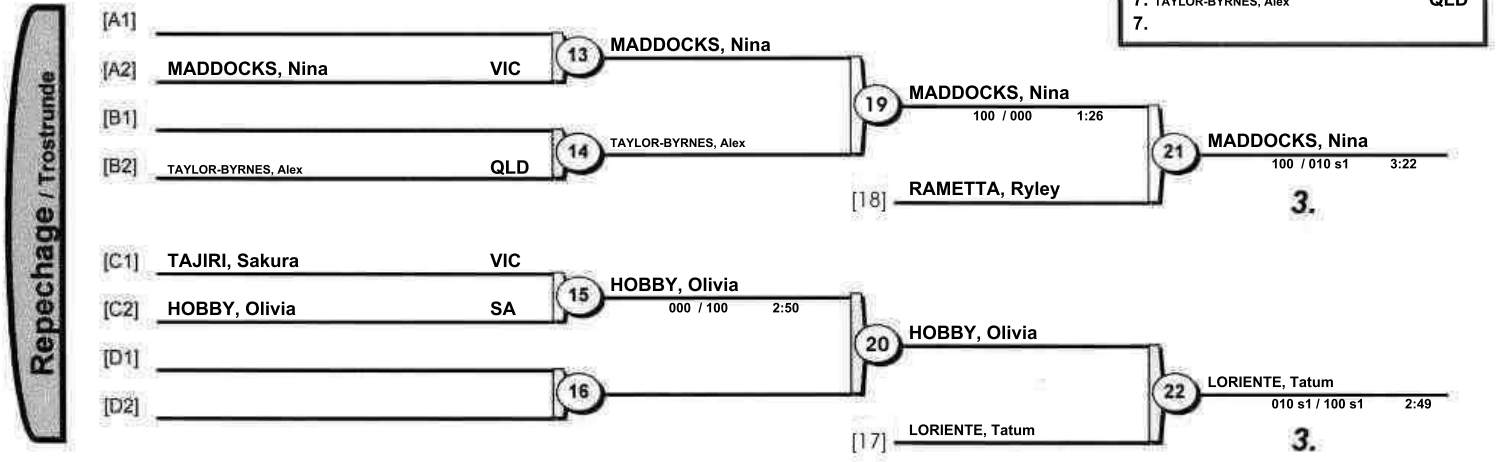 7. TAYLOR-BYRNES, Alex QLD
7.
Repechage / Trostrunde
[A1]
[A2] MADDOCKS, Nina VIC
13
MADDOCKS, Nina
[B1]
[B2] TAYLOR-BYRNES, Alex QLD
14
TAYLOR-BYRNES, Alex
19
MADDOCKS, Nina
100 / 000 1:26
[18] RAMETTA, Ryley
21
MADDOCKS, Nina
100 / 010 s1 3:22
3.
[C1] TAJIRI, Sakura VIC
[C2] HOBBY, Olivia SA
15
HOBBY, Olivia
000 / 100 2:50
[D1]
[D2]
16
20
HOBBY, Olivia
[17] LORIENTE, Tatum
22
LORIENTE, Tatum
010 s1 / 100 s1 2:49
3.